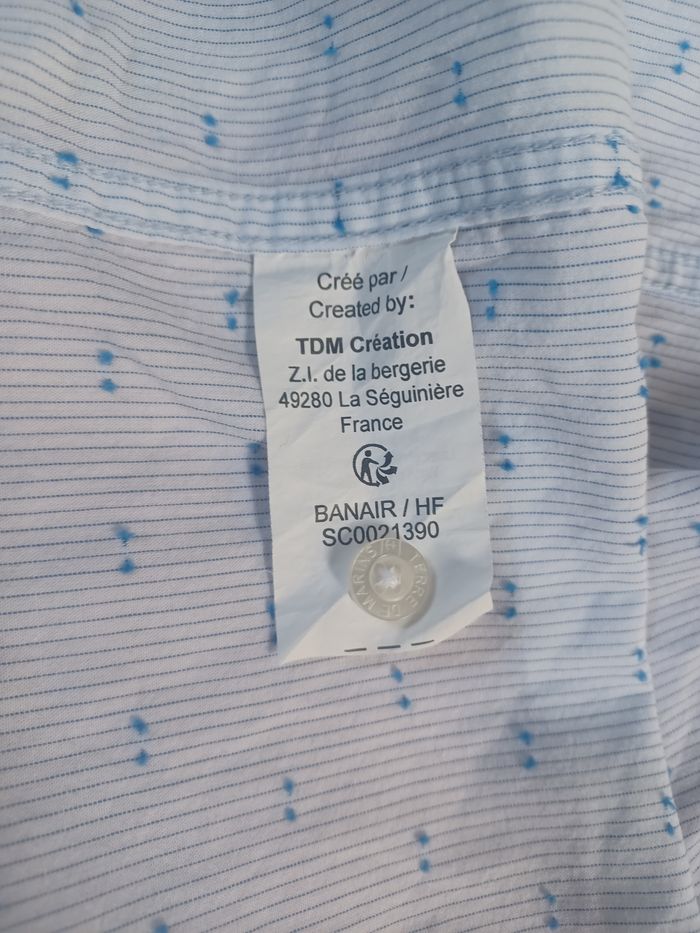 Créé par /
Created by:
TDM Création
Z.I. de la bergerie
49280 La Séguinière
France
BANAIR / HF
SC0021390
TERRE DE MARINS